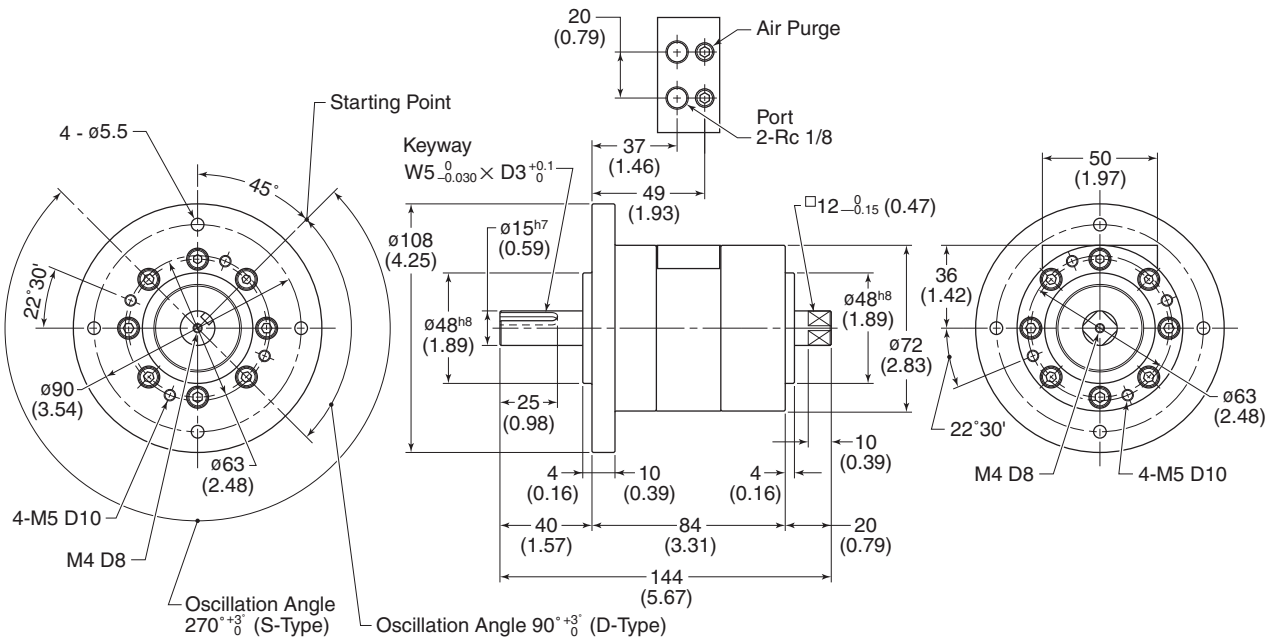 20
(0.79)
Air Purge
Port
2-Rc 1/8
Starting Point
4 - ø5.5
45°
22°30'
ø90
(3.54)
ø63
(2.48)
4-M5 D10
M4 D8
Oscillation Angle
270° +3° 0 (S-Type)
Oscillation Angle 90° +3° 0 (D-Type)
Keyway
W5 0 -0.030 × D3 +0.1 0
37
(1.46)
49
(1.93)
ø15h7
(0.59)
ø108
(4.25)
ø48h8
(1.89)
25
(0.98)
4
(0.16)
10
(0.39)
4
(0.16)
10
(0.39)
40
(1.57)
84
(3.31)
20
(0.79)
144
(5.67)
□12 0 -0.15 (0.47)
ø48h8
(1.89)
ø72
(2.83)
50
(1.97)
36
(1.42)
22°30'
M4 D8
ø63
(2.48)
4-M5 D10